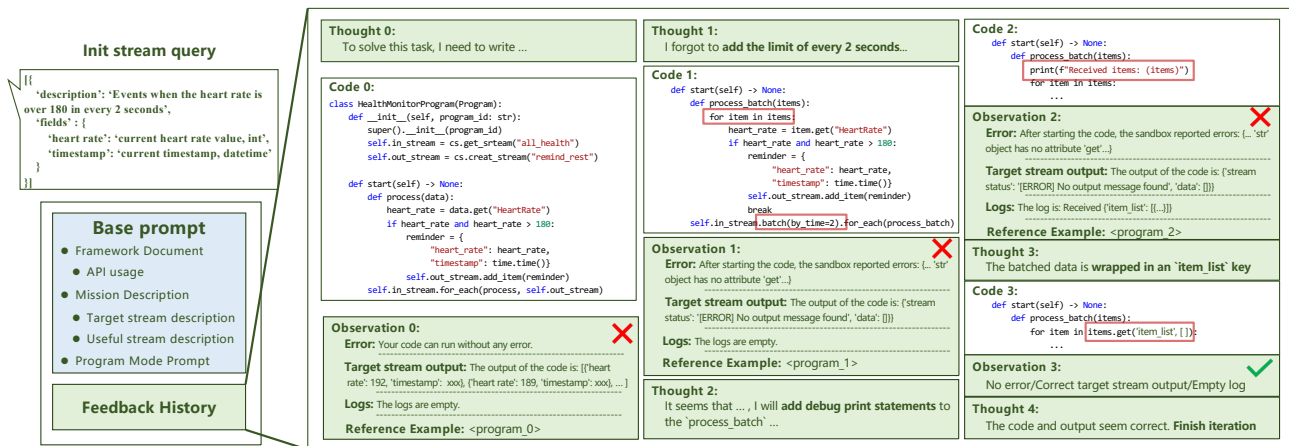 Init stream query
[{
'description': 'Events when the heart rate is
over 180 in every 2 seconds',
'fields' : {
'heart rate': 'current heart rate value, int',
'timestamp': 'current timestamp, datetime'
}
}]
Base prompt
● Framework Document
● API usage
● Mission Description
● Target stream description
● Useful stream description
● Program Mode Prompt
Feedback History
Thought 0:
To solve this task, I need to write ...
Code 0:
class HealthMonitorProgram(Program):
def __init__(self, program_id: str):
super().__init__(program_id)
self.in_stream = cs.get_srteam("all_health")
self.out_stream = cs.creat_stream("remind_rest")
def start(self) -> None:
def process(data):
heart_rate = data.get("HeartRate")
if heart_rate and heart_rate > 180:
reminder = {
"heart_rate": heart_rate,
"timestamp": time.time()}
self.out_stream.add_item(reminder)
self.in_stream.for_each(process, self.out_stream)
Observation 0:
Error: Your code can run without any error.
Target stream output: The output of the code is: [{'heart
rate': 192, 'timestamp': xxx), {'heart rate': 189, 'timestamp': xxx), ... ]
Logs: The logs are empty.
Reference Example: <program_0>
Thought 1:
I forgot to add the limit of every 2 seconds...
Code 1:
def start(self) -> None:
def process_batch(items):
for item in items:
heart_rate = item.get("HeartRate")
if heart_rate and heart_rate > 180:
reminder = {
"heart_rate": heart_rate,
"timestamp": time.time()}
self.out_stream.add_item(reminder)
break
self.in_stream.batch(by_time=2).for_each(process_batch)
Observation 1:
Error: After starting the code, the sandbox reported errors: {... 'str'
object has no attribute 'get'...}
Target stream output: The output of the code is: {'stream
status': '[ERROR] No output message found', 'data': []})
Logs: The logs are empty.
Reference Example: <program_1>
Thought 2:
It seems that ... , I will add debug print statements to
the `process_batch` ...
Code 2:
def start(self) -> None:
def process_batch(items):
print(f"Received items: (items)")
for item in items:
...
Observation 2:
Error: After starting the code, the sandbox reported errors: {... 'str'
object has no attribute 'get'...}
Target stream output: The output of the code is: {'stream
status': '[ERROR] No output message found', 'data': []})
Logs: The log is: Received {'item_list': [{...}]}
Reference Example: <program_2>
Thought 3:
The batched data is wrapped in an `item_list` key
Code 3:
def start(self) -> None:
def process_batch(items):
for item in items.get('item_list', [ ]):
...
Observation 3:
No error/Correct target stream output/Empty log
Thought 4:
The code and output seem correct. Finish iteration